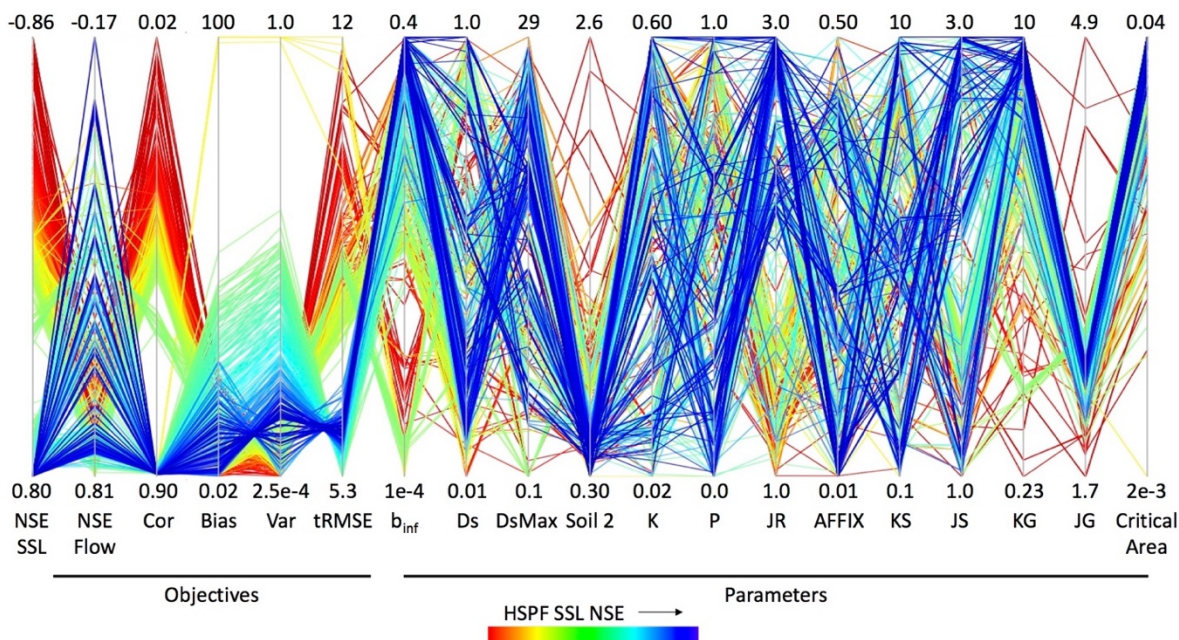 -0.86 -0.17 0.02 100 1.0 12 0.4 1.0 29 2.6 0.60 1.0 3.0 0.50 10 3.0 10 4.9 0.04
0.80 0.81 0.90 0.02 2.5e-4 5.3 1e-4 0.01 0.1 0.30 0.02 0.0 1.0 0.01 0.1 1.0 0.23 1.7 2e-3
NSE NSE Cor Bias Var tRMSE b_inf Ds DsMax Soil 2 K P JR AFFIX KS JS KG JG Critical
SSL Flow Area
Objectives Parameters
HSPF SSL NSE →